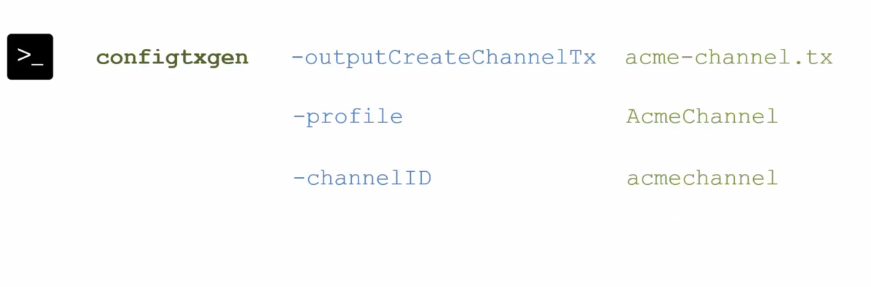 >_ configtxgen -outputCreateChannelTx acme-channel.tx
-profile AcmeChannel
-channelID acmechannel